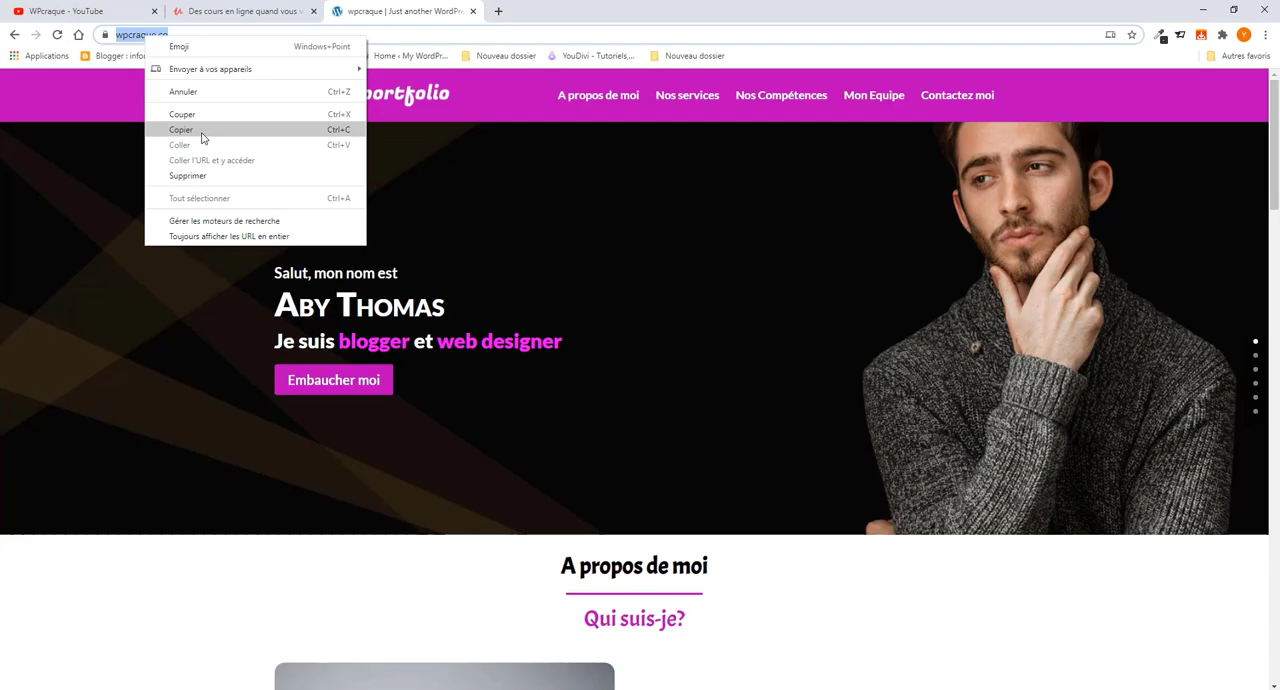 WPcraque - YouTube
Des cours en ligne quand vous v
wpcraque | Just another WordPr
Applications
Blogger : info
Home ‹ My WordPr...
Nouveau dossier
YouDivi - Tutoriels,...
Nouveau dossier
Autres favoris
Emoji Windows+Point
Envoyer à vos appareils
Annuler Ctrl+Z
Couper Ctrl+X
Copier Ctrl+C
Coller Ctrl+V
Coller l'URL et y accéder
Supprimer
Tout sélectionner Ctrl+A
Gérer les moteurs de recherche
Toujours afficher les URL en entier
portfolio
A propos de moi Nos services Nos Compétences Mon Equipe Contactez moi
Salut, mon nom est
Aby Thomas
Je suis blogger et web designer
Embaucher moi
A propos de moi
Qui suis-je?